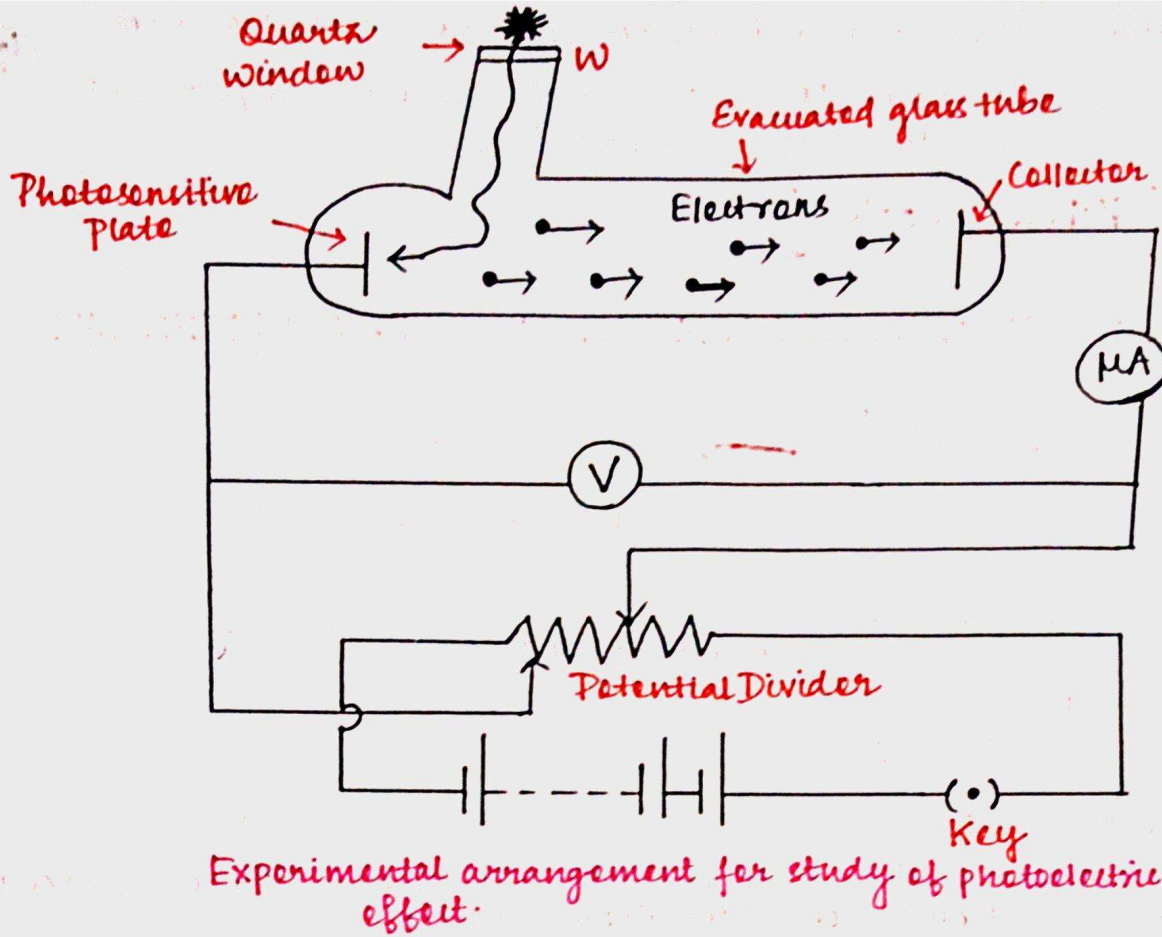 Quartz
window
W
Evacuated glass tube
Photosensitive
Plate
Electrons
Collector
μA
V
Potential Divider
Key
Experimental arrangement for study of photoelectric
effect.